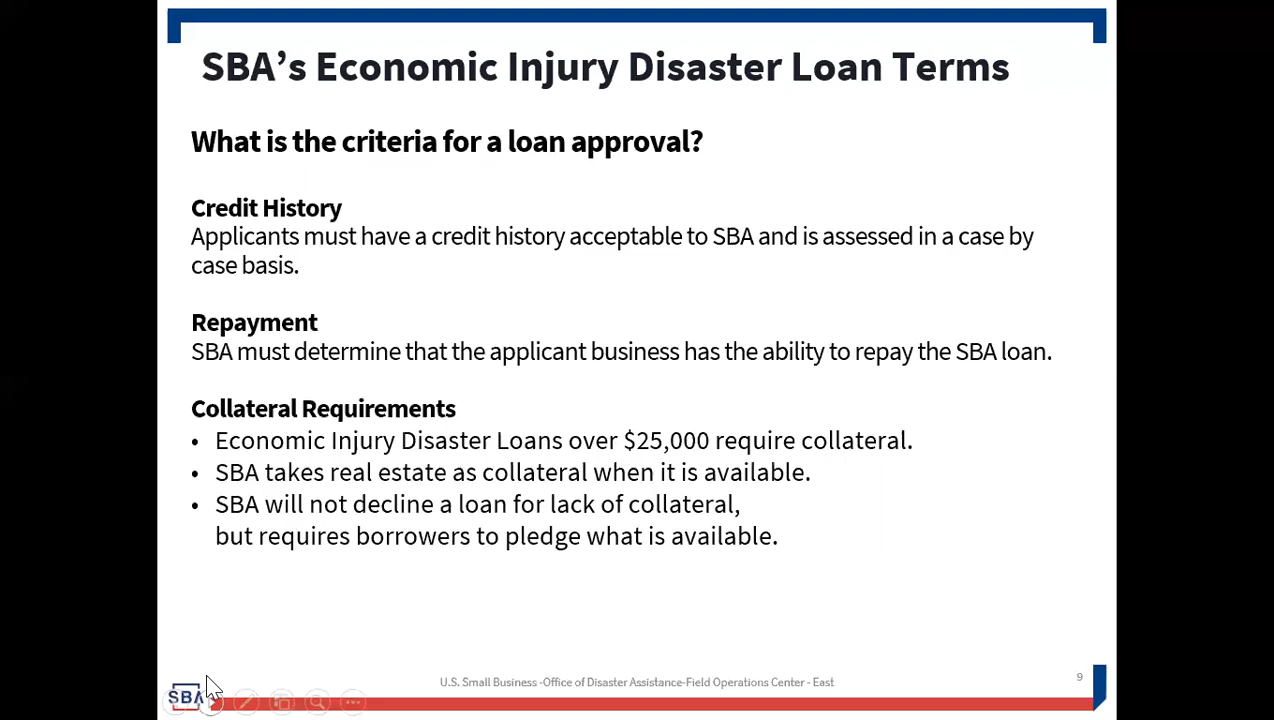 SBA’s Economic Injury Disaster Loan Terms
What is the criteria for a loan approval?
Credit History
Applicants must have a credit history acceptable to SBA and is assessed in a case by
case basis.
Repayment
SBA must determine that the applicant business has the ability to repay the SBA loan.
Collateral Requirements
• Economic Injury Disaster Loans over $25,000 require collateral.
• SBA takes real estate as collateral when it is available.
• SBA will not decline a loan for lack of collateral,
but requires borrowers to pledge what is available.
U.S. Small Business -Office of Disaster Assistance-Field Operations Center - East
9
SBA